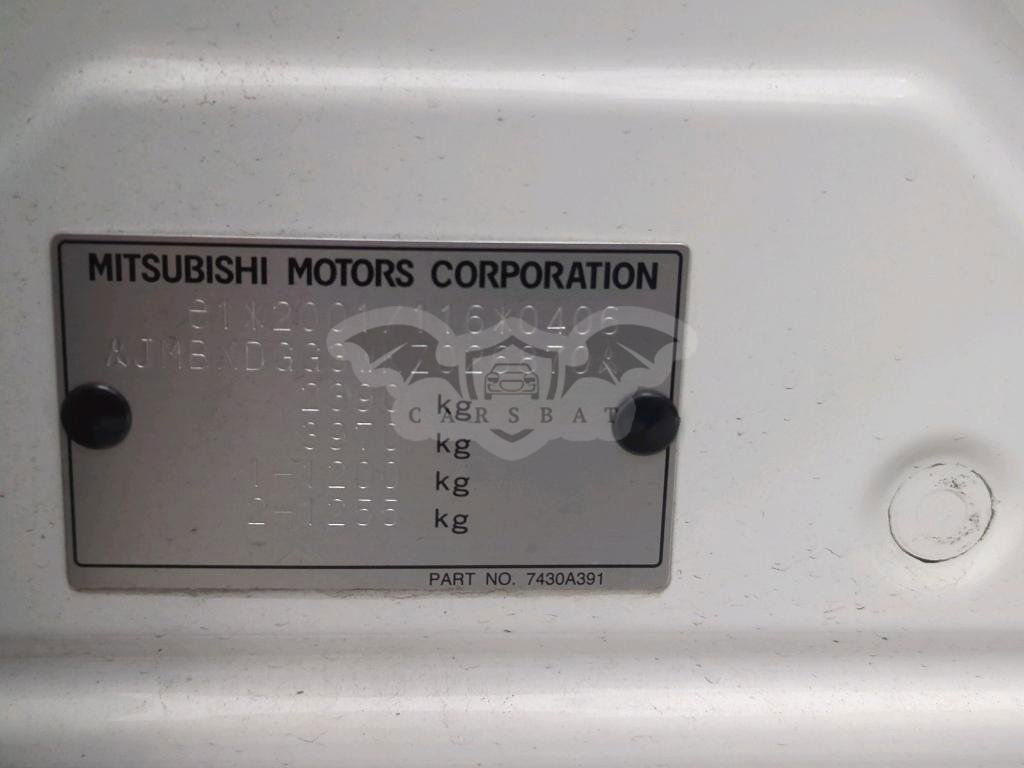 MITSUBISHI MOTORS CORPORATION
e1*2001/116*0406
kg
CARSBAT
kg
1-1200 kg
2-1255 kg
PART NO. 7430A391